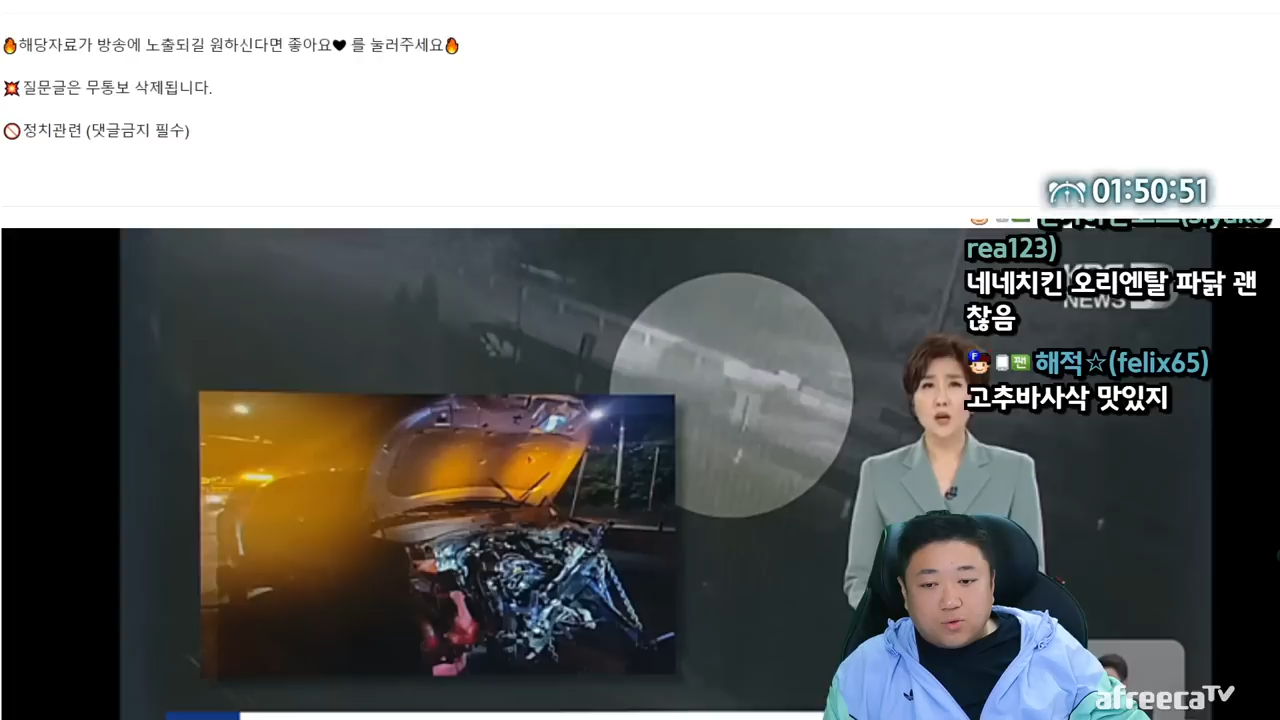 🔥해당자료가 방송에 노출되길 원하신다면 좋아요🖤 를 눌러주세요🔥
💥질문글은 무통보 삭제됩니다.
🚫정치관련 (댓글금지 필수)
01:50:51
rea123)
네네치킨 오리엔탈 파닭 괜
찮음
NEWS
해적☆(felix65)
고추바사삭 맛있지
afreecaTV